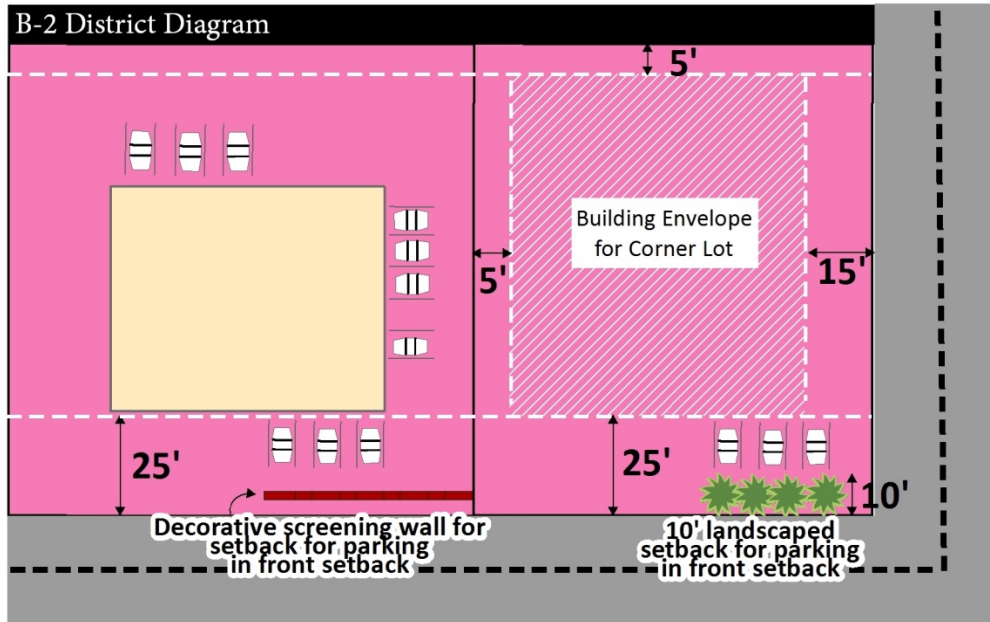 B-2 District Diagram
5'
Building Envelope
for Corner Lot
5'
15'
25'
25'
10'
Decorative screening wall for
setback for parking
in front setback
10' landscaped
setback for parking
in front setback